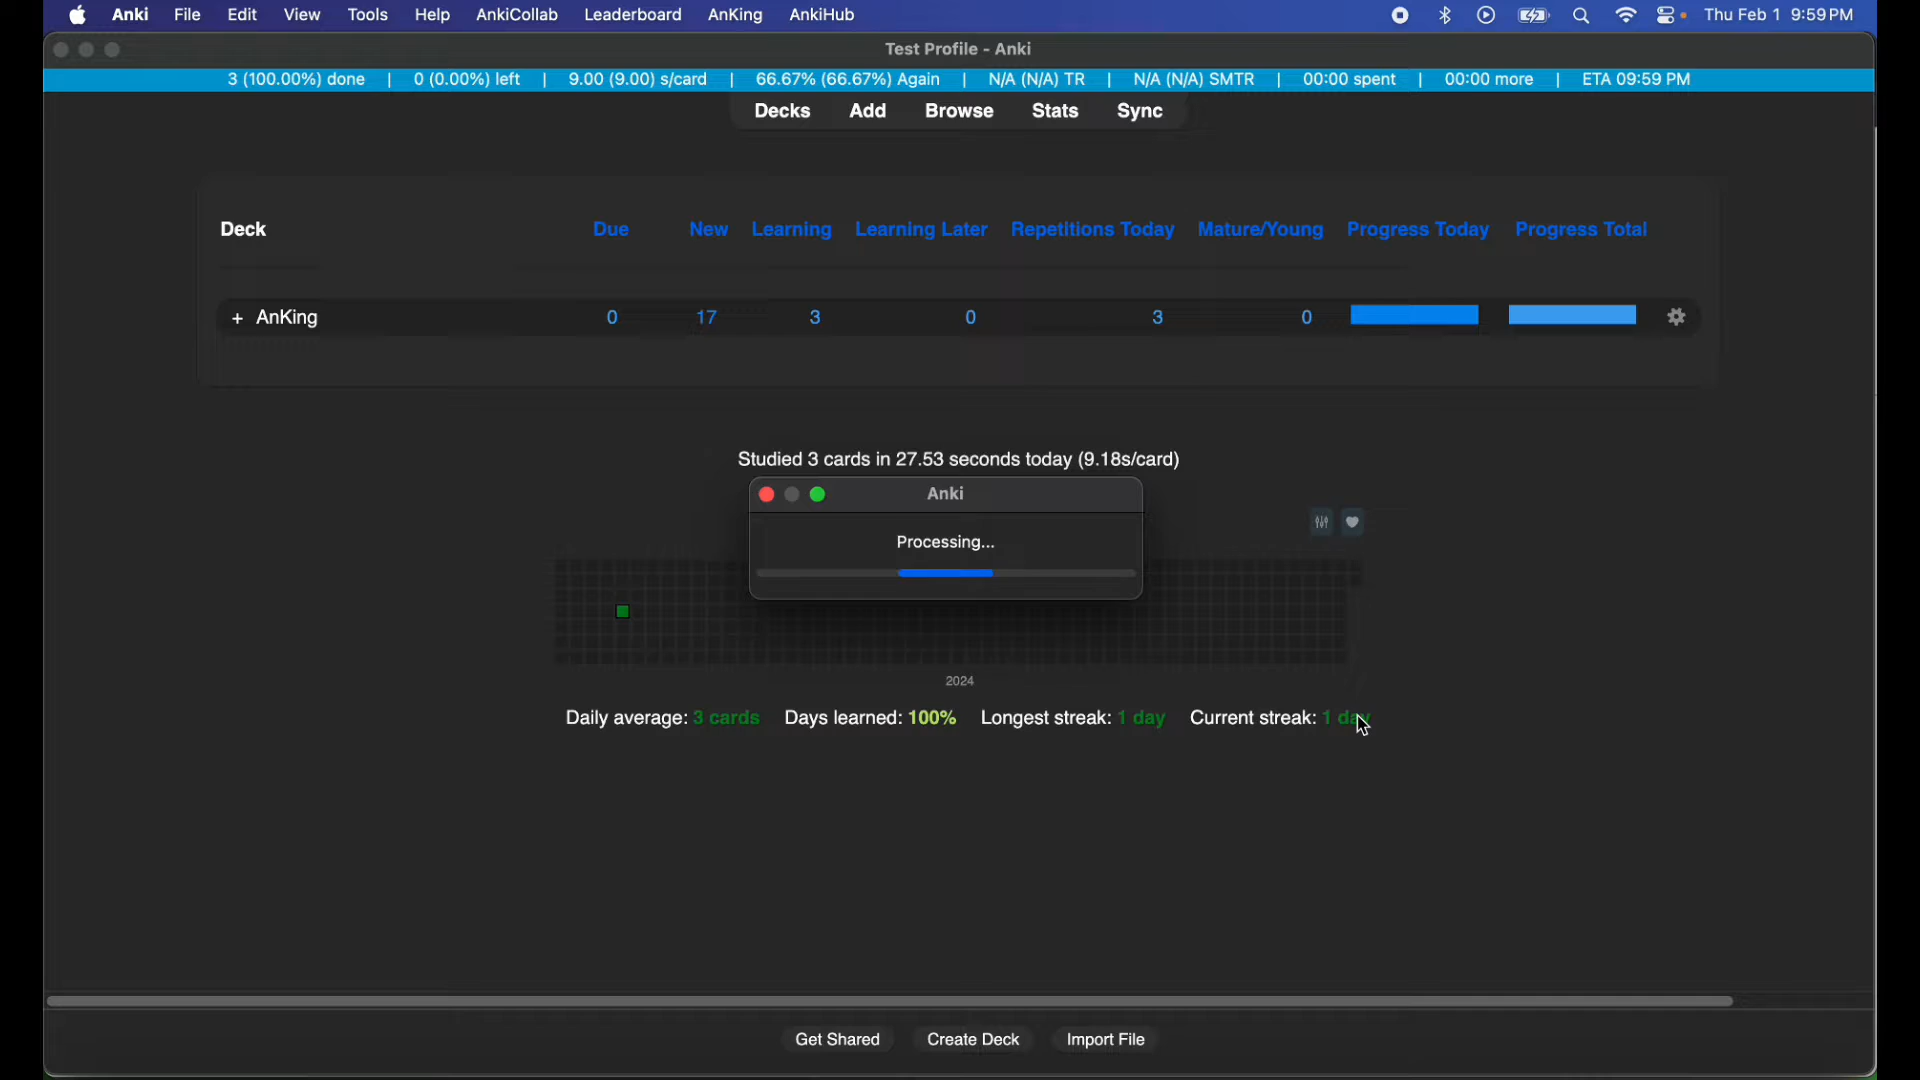 Anki File Edit View Tools Help AnkiCollab Leaderboard AnKing AnkiHub Thu Feb 1 9:59 PM
Test Profile - Anki
3 (100.00%) done | 0 (0.00%) left | 9.00 (9.00) s/card | 66.67% (66.67%) Again | N/A (N/A) TR | N/A (N/A) SMTR | 00:00 spent | 00:00 more | ETA 09:59 PM
Decks Add Browse Stats Sync
Deck Due New Learning Learning Later Repetitions Today Mature/Young Progress Today Progress Total
+ AnKing 0 17 3 0 3 0
Studied 3 cards in 27.53 seconds today (9.18s/card)
Anki
Processing...
2024
Daily average: 3 cards Days learned: 100% Longest streak: 1 day Current streak: 1 day
Get Shared Create Deck Import File